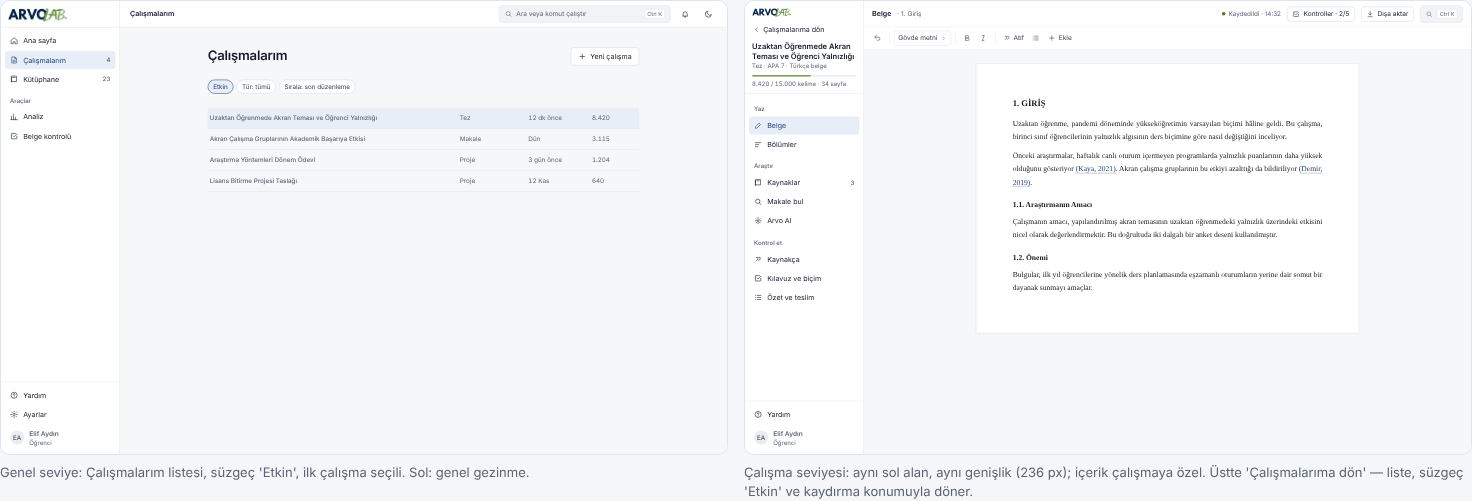 ARVO LAB
Çalışmalarım
Ara veya komut çalıştır
Ctrl K
Ana sayfa
Çalışmalarım 4
Kütüphane 23
Araçlar
Analiz
Belge kontrolü
Çalışmalarım
Yeni çalışma
Etkin
Tür: tümü
Sırala: son düzenleme
Uzaktan Öğrenmede Akran Teması ve Öğrenci Yalnızlığı Tez 12 dk önce 8.420
Akran Çalışma Gruplarının Akademik Başarıya Etkisi Makale Dün 3.115
Araştırma Yöntemleri Dönem Ödevi Proje 3 gün önce 1.204
Lisans Bitirme Projesi Taslağı Proje 12 Kas 640
Yardım
Ayarlar
EA
Elif Aydın
Öğrenci
Genel seviye: Çalışmalarım listesi, süzgeç 'Etkin', ilk çalışma seçili. Sol: genel gezinme.
ARVO LAB
Çalışmalarıma dön
Uzaktan Öğrenmede Akran
Teması ve Öğrenci Yalnızlığı
Tez · APA 7 · Türkçe belge
8.420 / 15.000 kelime · 34 sayfa
Yaz
Belge
Bölümler
Araştır
Kaynaklar 3
Makale bul
Arvo AI
Kontrol et
Kaynakça
Kılavuz ve biçim
Özet ve teslim
Yardım
EA
Elif Aydın
Öğrenci
Belge · 1. Giriş
Kaydedildi · 14:32
Kontroller · 2/5
Dışa aktar
Ctrl K
Gövde metni
B
I
Atıf
Ekle
1. GİRİŞ
Uzaktan öğrenme, pandemi döneminde yükseköğretimin varsayılan biçimi hâline geldi. Bu çalışma,
birinci sınıf öğrencilerinin yalnızlık algısının ders biçimine göre nasıl değiştiğini inceliyor.
Önceki araştırmalar, haftalık canlı oturum içermeyen programlarda yalnızlık puanlarının daha yüksek
olduğunu gösteriyor (Kaya, 2021). Akran çalışma gruplarının bu etkiyi azalttığı da bildiriliyor (Demir,
2019).
1.1. Araştırmanın Amacı
Çalışmanın amacı, yapılandırılmış akran temasının uzaktan öğrenmedeki yalnızlık üzerindeki etkisini
nicel olarak değerlendirmektir. Bu doğrultuda iki dalgalı bir anket deseni kullanılmıştır.
1.2. Önemi
Bulgular, ilk yıl öğrencilerine yönelik ders planlamasında eşzamanlı oturumların yerine dair somut bir
dayanak sunmayı amaçlar.
Çalışma seviyesi: aynı sol alan, aynı genişlik (236 px); içerik çalışmaya özel. Üstte 'Çalışmalarıma dön' — liste, süzgeç
'Etkin' ve kaydırma konumuyla döner.